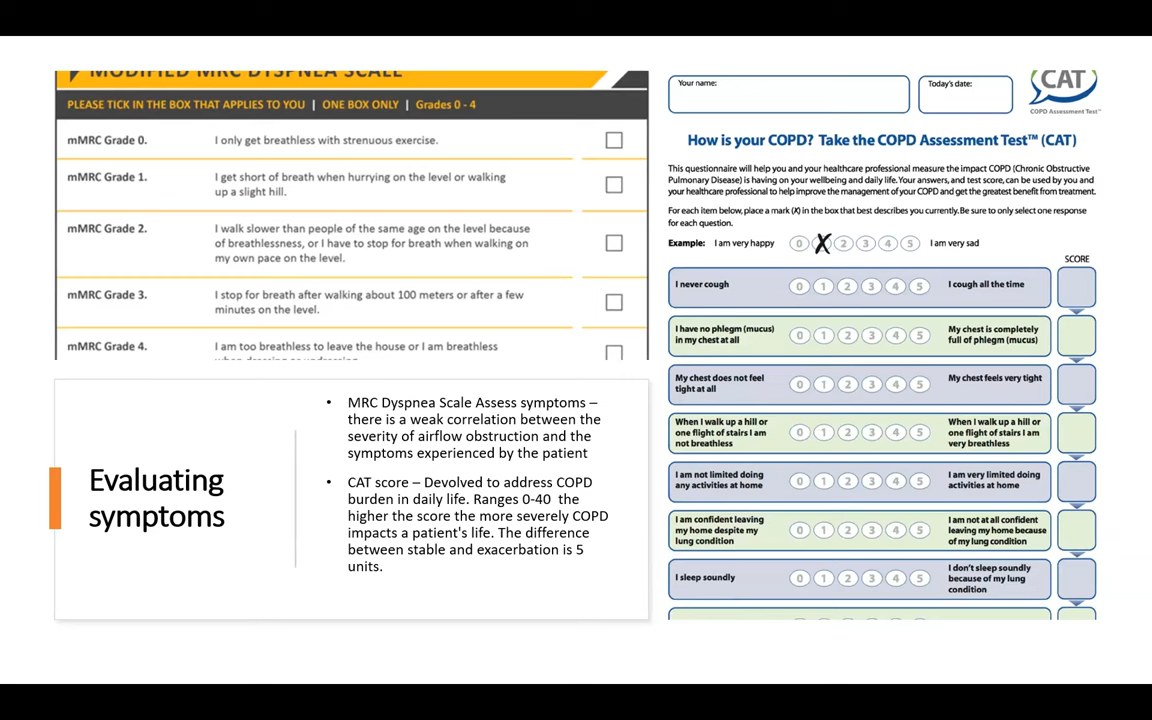 MODIFIED MRC DYSPNEA SCALE
PLEASE TICK IN THE BOX THAT APPLIES TO YOU | ONE BOX ONLY | Grades 0 - 4
mMRC Grade 0.
I only get breathless with strenuous exercise.
mMRC Grade 1.
I get short of breath when hurrying on the level or walking
up a slight hill.
mMRC Grade 2.
I walk slower than people of the same age on the level because
of breathlessness, or I have to stop for breath when walking on
my own pace on the level.
mMRC Grade 3.
I stop for breath after walking about 100 meters or after a few
minutes on the level.
mMRC Grade 4.
I am too breathless to leave the house or I am breathless
Evaluating
symptoms
• MRC Dyspnea Scale Assess symptoms –
there is a weak correlation between the
severity of airflow obstruction and the
symptoms experienced by the patient
• CAT score – Devolved to address COPD
burden in daily life. Ranges 0-40 the
higher the score the more severely COPD
impacts a patient's life. The difference
between stable and exacerbation is 5
units.
Your name:
Today's date:
CAT
COPD Assessment Test™
How is your COPD? Take the COPD Assessment Test™ (CAT)
This questionnaire will help you and your healthcare professional measure the impact COPD (Chronic Obstructive
Pulmonary Disease) is having on your wellbeing and daily life. Your answers, and test score, can be used by you and
your healthcare professional to help improve the management of your COPD and get the greatest benefit from treatment.
For each item below, place a mark (X) in the box that best describes you currently. Be sure to only select one response
for each question.
Example: I am very happy 0 X 2 3 4 5 I am very sad
SCORE
I never cough 0 1 2 3 4 5 I cough all the time
I have no phlegm (mucus)
in my chest at all
0 1 2 3 4 5
My chest is completely
full of phlegm (mucus)
My chest does not feel
tight at all
0 1 2 3 4 5
My chest feels very tight
When I walk up a hill or
one flight of stairs I am
not breathless
0 1 2 3 4 5
When I walk up a hill or
one flight of stairs I am
very breathless
I am not limited doing
any activities at home
0 1 2 3 4 5
I am very limited doing
activities at home
I am confident leaving
my home despite my
lung condition
0 1 2 3 4 5
I am not at all confident
leaving my home because
of my lung condition
I sleep soundly
0 1 2 3 4 5
I don't sleep soundly
because of my lung
condition